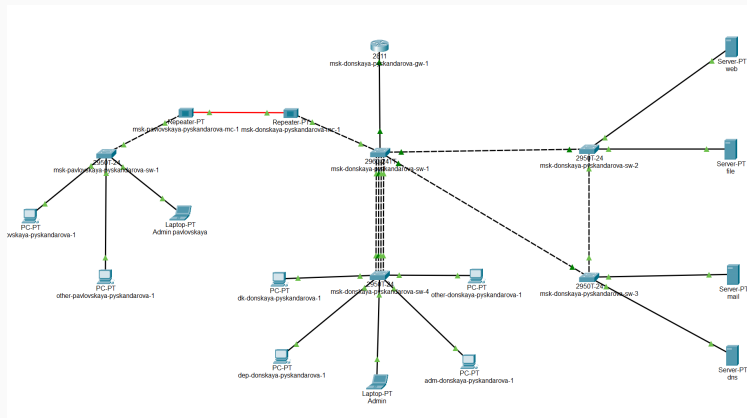 2811
msk-donskaya-pyskandarova-gw-1
Server-PT
web
Repeater-PT
msk-pavlovskaya-pyskandarova-mc-1
Repeater-PT
msk-donskaya-pyskandarova-mc-1
2950T-24
msk-pavlovskaya-pyskandarova-sw-1
msk-donskaya-pyskandarova-sw-1
2950T-24
msk-donskaya-pyskandarova-sw-2
Server-PT
file
PC-PT
ovskaya-pyskandarova-1
Laptop-PT
Admin pavlovskaya
PC-PT
other-pavlovskaya-pyskandarova-1
PC-PT
dk-donskaya-pyskandarova-1
2950T-24
msk-donskaya-pyskandarova-sw-4
PC-PT
other-donskaya-pyskandarova-1
2950T-24
msk-donskaya-pyskandarova-sw-3
Server-PT
mail
PC-PT
dep-donskaya-pyskandarova-1
Laptop-PT
Admin
PC-PT
adm-donskaya-pyskandarova-1
Server-PT
dns